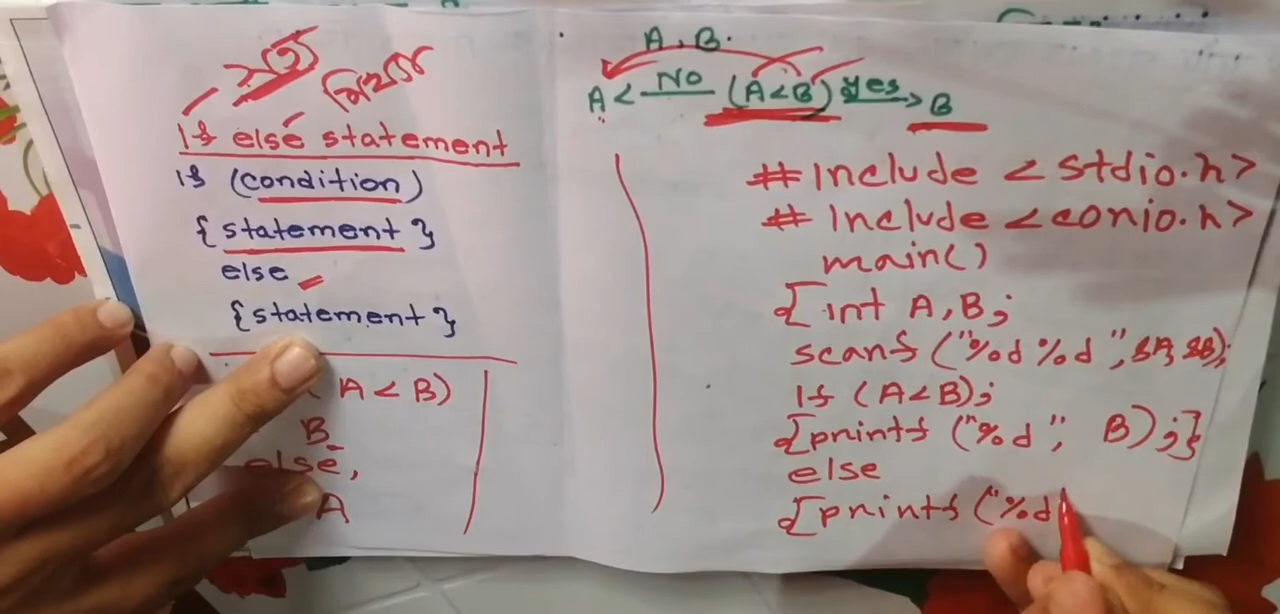 সত্য মিথ্যা
If else statement
if (condition)
{statement}
else
{statement}
(A<B)
B
else,
A
A, B.
A < No (A<B) yes > B
# Include <stdio.h>
# Include <conio.h>
main()
{int A,B;
scanf ("%d %d", &A, &B);
If (A<B);
{printf ("%d", B);}
else
{printf ("%d